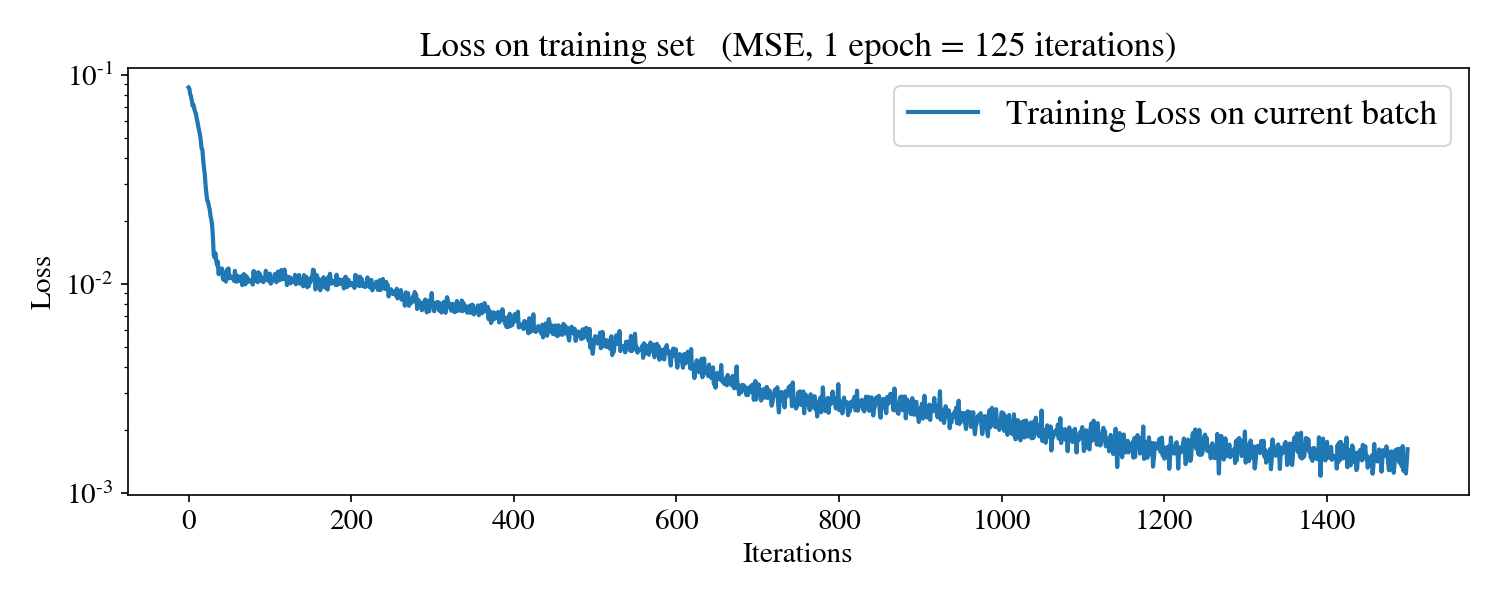 Loss on training set (MSE, 1 epoch = 125 iterations)
Training Loss on current batch
Loss
10⁻¹
10⁻²
10⁻³
0 200 400 600 800 1000 1200 1400
Iterations